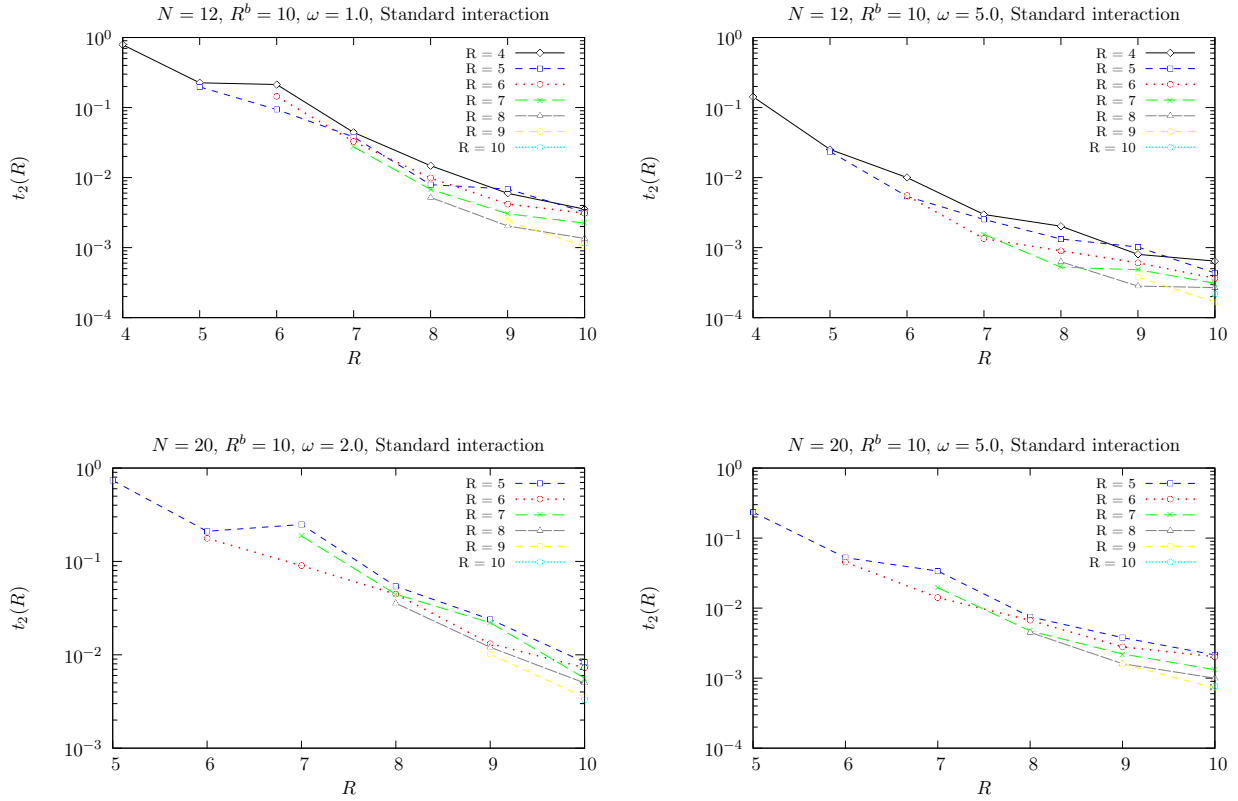 N = 12, R^b = 10, ω = 1.0, Standard interaction
10^0
10^−1
10^−2
10^−3
10^−4
t_2(R)
R = 4
R = 5
R = 6
R = 7
R = 8
R = 9
R = 10
4 5 6 7 8 9 10
R
N = 12, R^b = 10, ω = 5.0, Standard interaction
10^0
10^−1
10^−2
10^−3
10^−4
t_2(R)
R = 4
R = 5
R = 6
R = 7
R = 8
R = 9
R = 10
4 5 6 7 8 9 10
R
N = 20, R^b = 10, ω = 2.0, Standard interaction
10^0
10^−1
10^−2
10^−3
t_2(R)
R = 5
R = 6
R = 7
R = 8
R = 9
R = 10
5 6 7 8 9 10
R
N = 20, R^b = 10, ω = 5.0, Standard interaction
10^0
10^−1
10^−2
10^−3
10^−4
t_2(R)
R = 5
R = 6
R = 7
R = 8
R = 9
R = 10
5 6 7 8 9 10
R